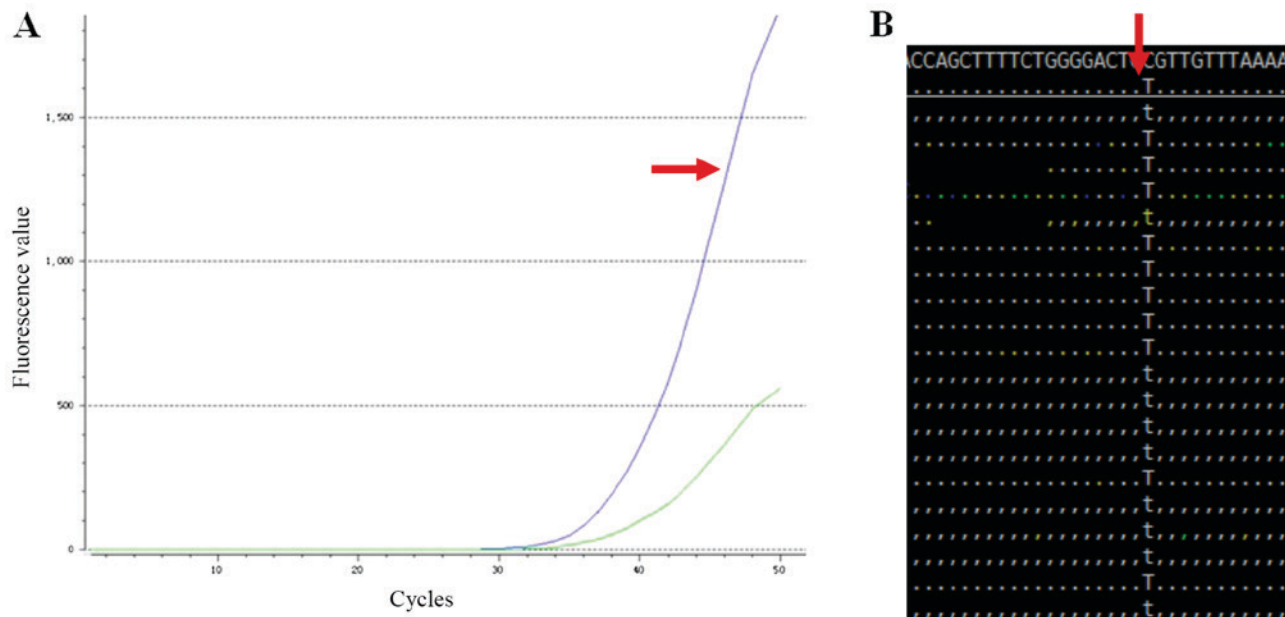 A
1,500
1,000
500
0
10
20
30
40
50
Fluorescence value
Cycles
B
CCAGCTTTTCTGGGGACT CGTTGTTTAAAA
T
t
T
T
T
t
T
T
T
T
T
t
t
t
t
T
t
t
t
T
t